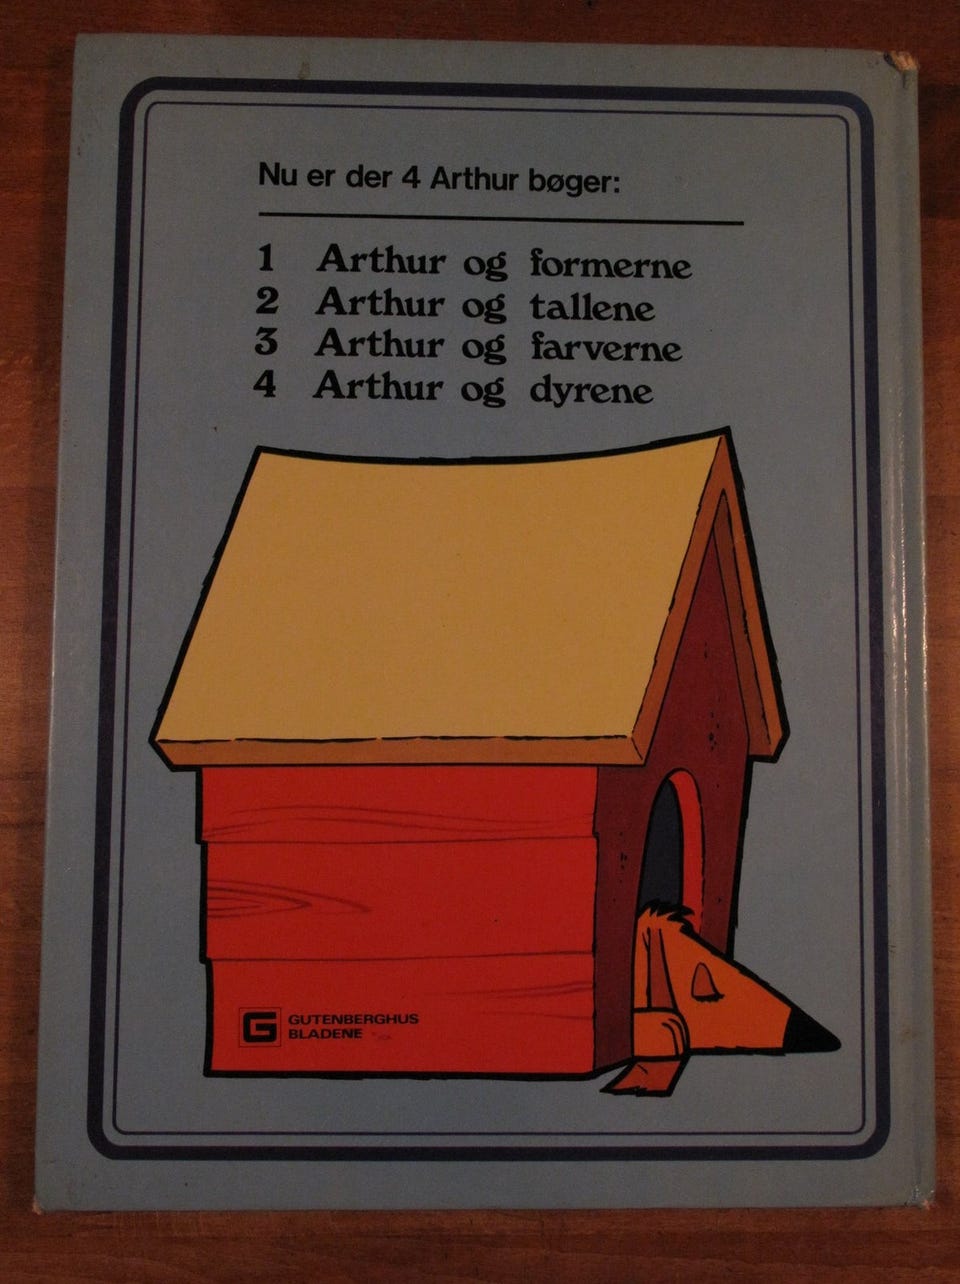 Nu er der 4 Arthur bøger:
1 Arthur og formerne
2 Arthur og tallene
3 Arthur og farverne
4 Arthur og dyrene
G GUTENBERGHUS
BLADENE